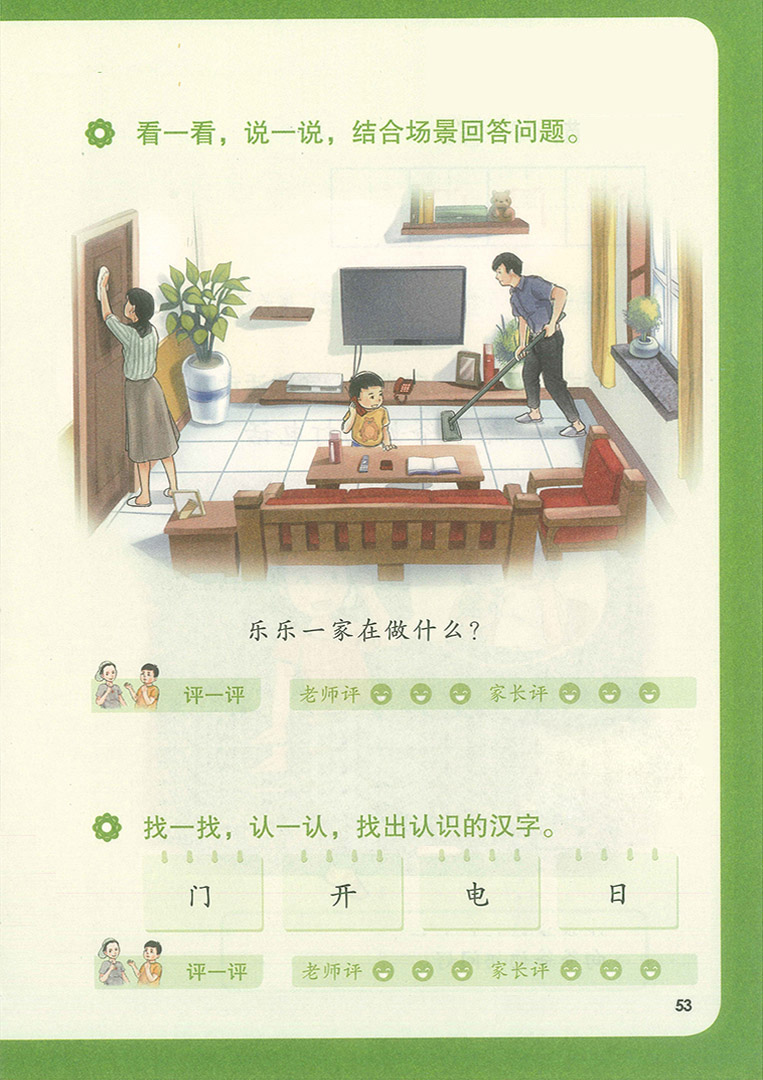 看一看，说一说，结合场景回答问题。
乐乐一家在做什么？
评一评 老师评 家长评
找一找，认一认，找出认识的汉字。
门 开 电 日
评一评 老师评 家长评
53